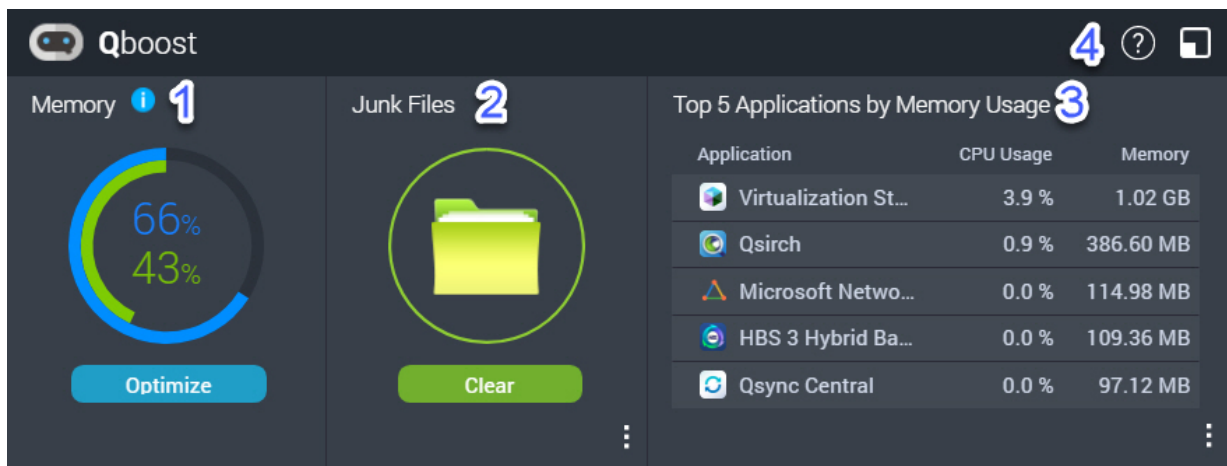 Qboost 4 ?
Memory i 1
66%
43%
Optimize
Junk Files 2
Clear
Top 5 Applications by Memory Usage 3
Application CPU Usage Memory
Virtualization St... 3.9 % 1.02 GB
Qsirch 0.9 % 386.60 MB
Microsoft Netwo... 0.0 % 114.98 MB
HBS 3 Hybrid Ba... 0.0 % 109.36 MB
Qsync Central 0.0 % 97.12 MB